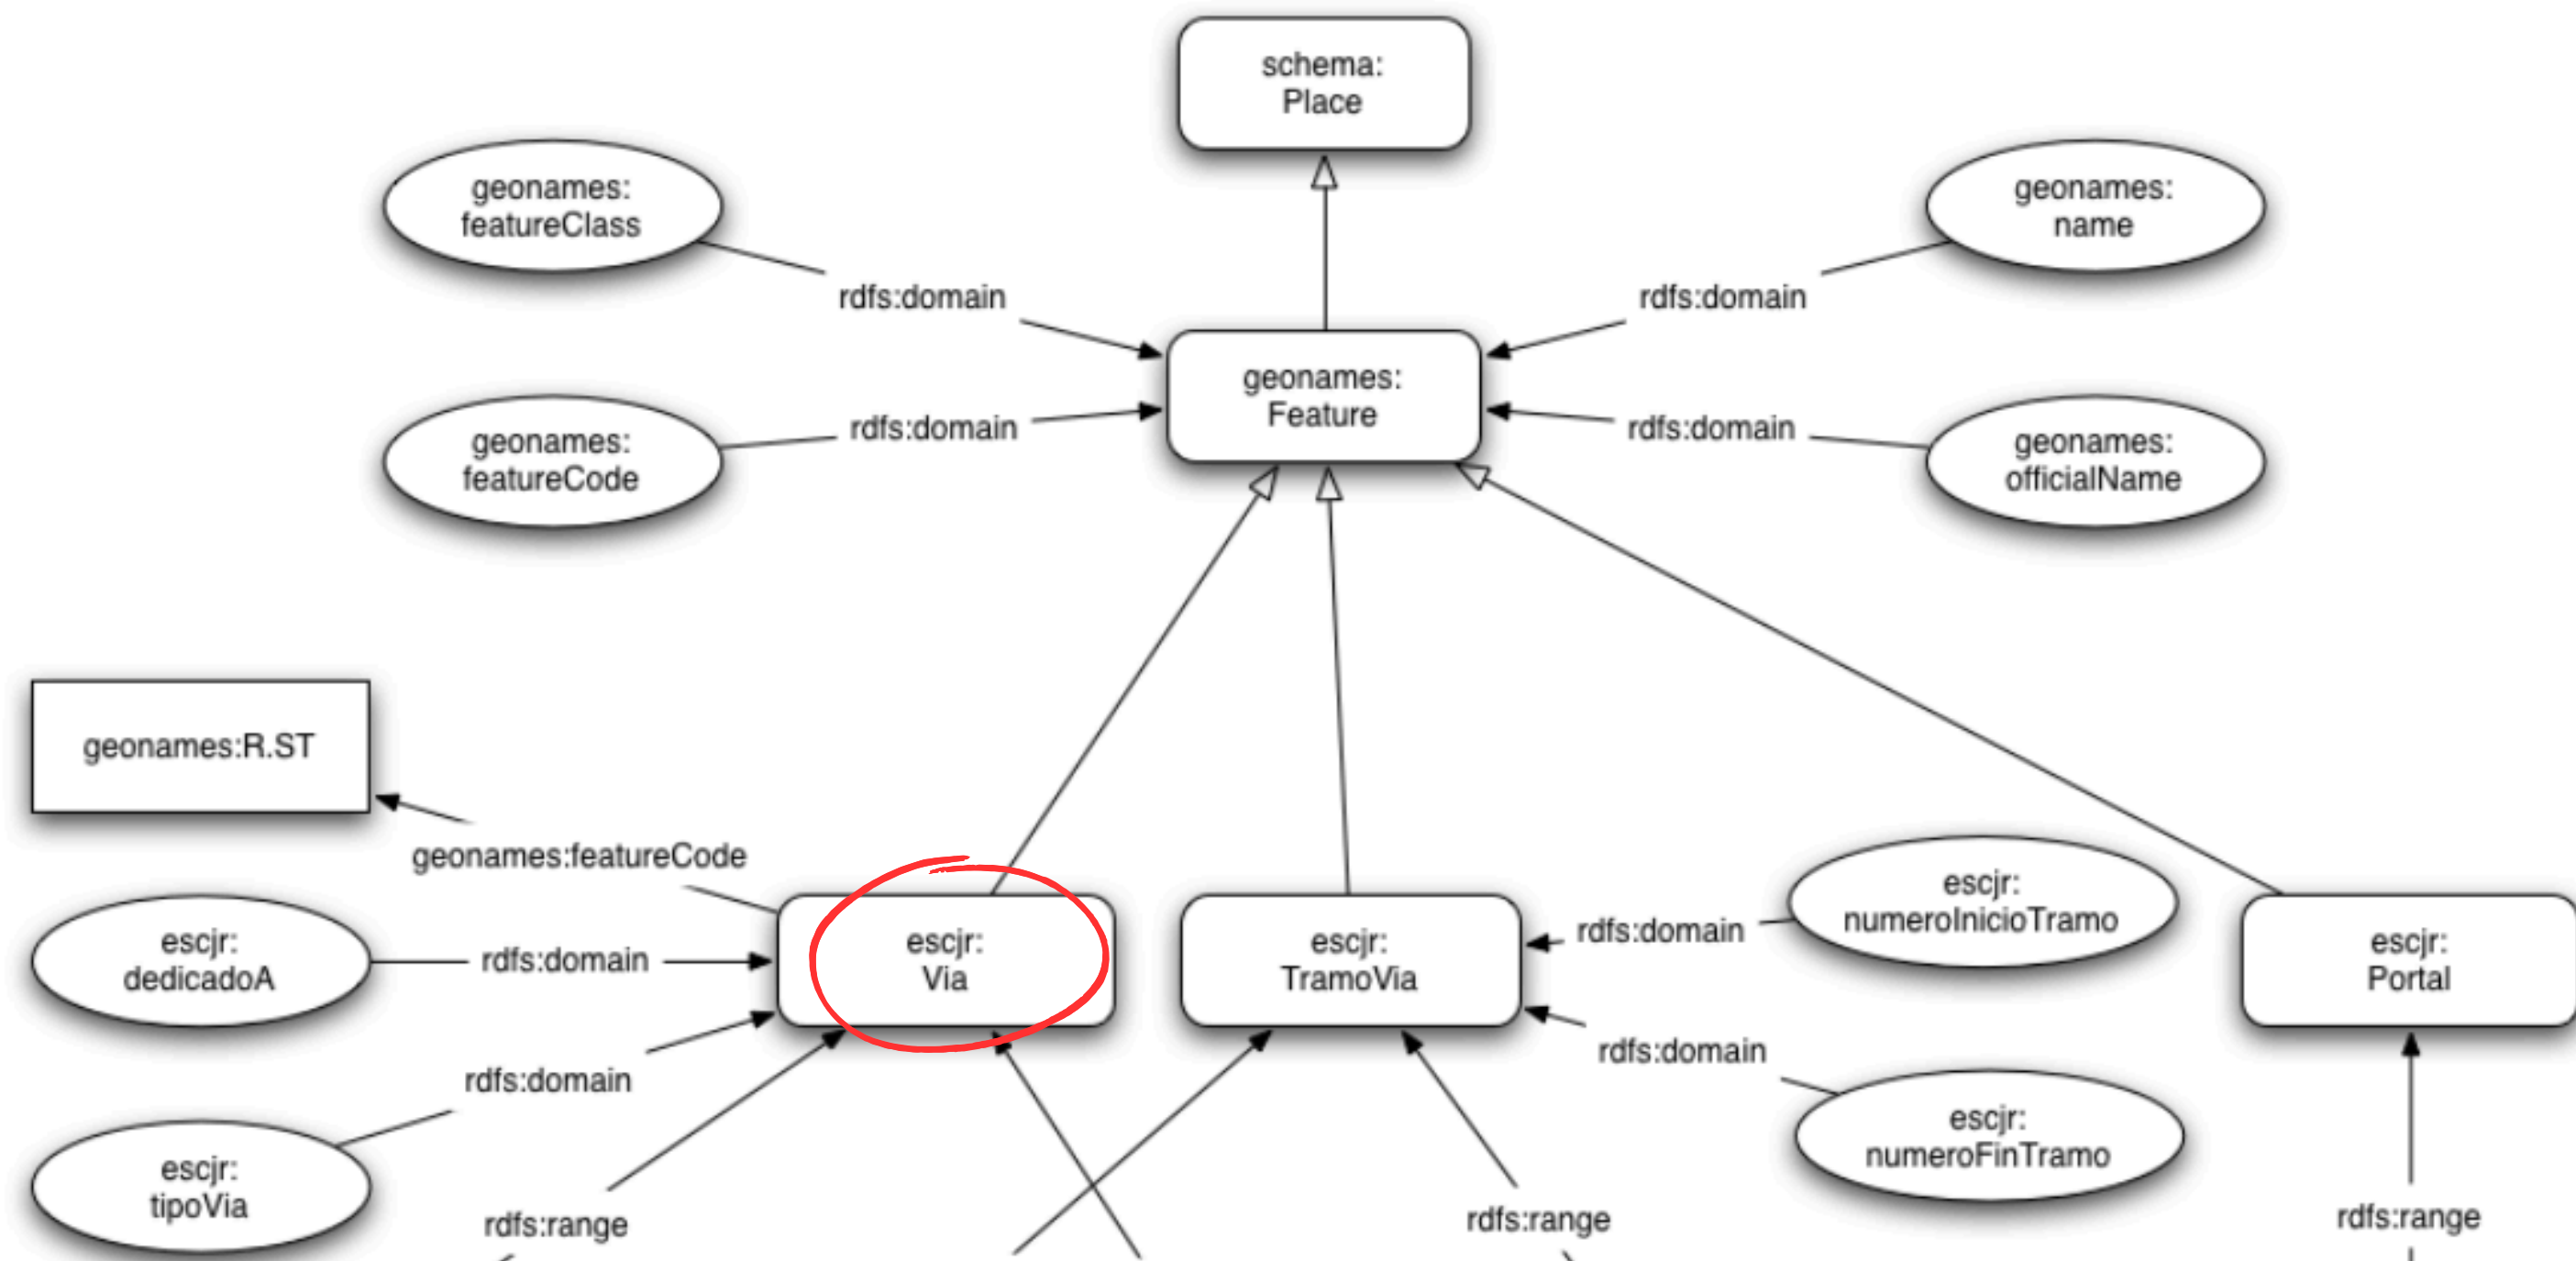 schema:
Place
geonames:
featureClass
geonames:
name
rdfs:domain
rdfs:domain
geonames:
Feature
geonames:
featureCode
rdfs:domain
rdfs:domain
geonames:
officialName
geonames:R.ST
geonames:featureCode
escjr:
dedicadoA
rdfs:domain
escjr:
Via
escjr:
TramoVia
rdfs:domain
escjr:
numeroInicioTramo
escjr:
Portal
rdfs:domain
rdfs:domain
escjr:
tipoVia
escjr:
numeroFinTramo
rdfs:range
rdfs:range
rdfs:range